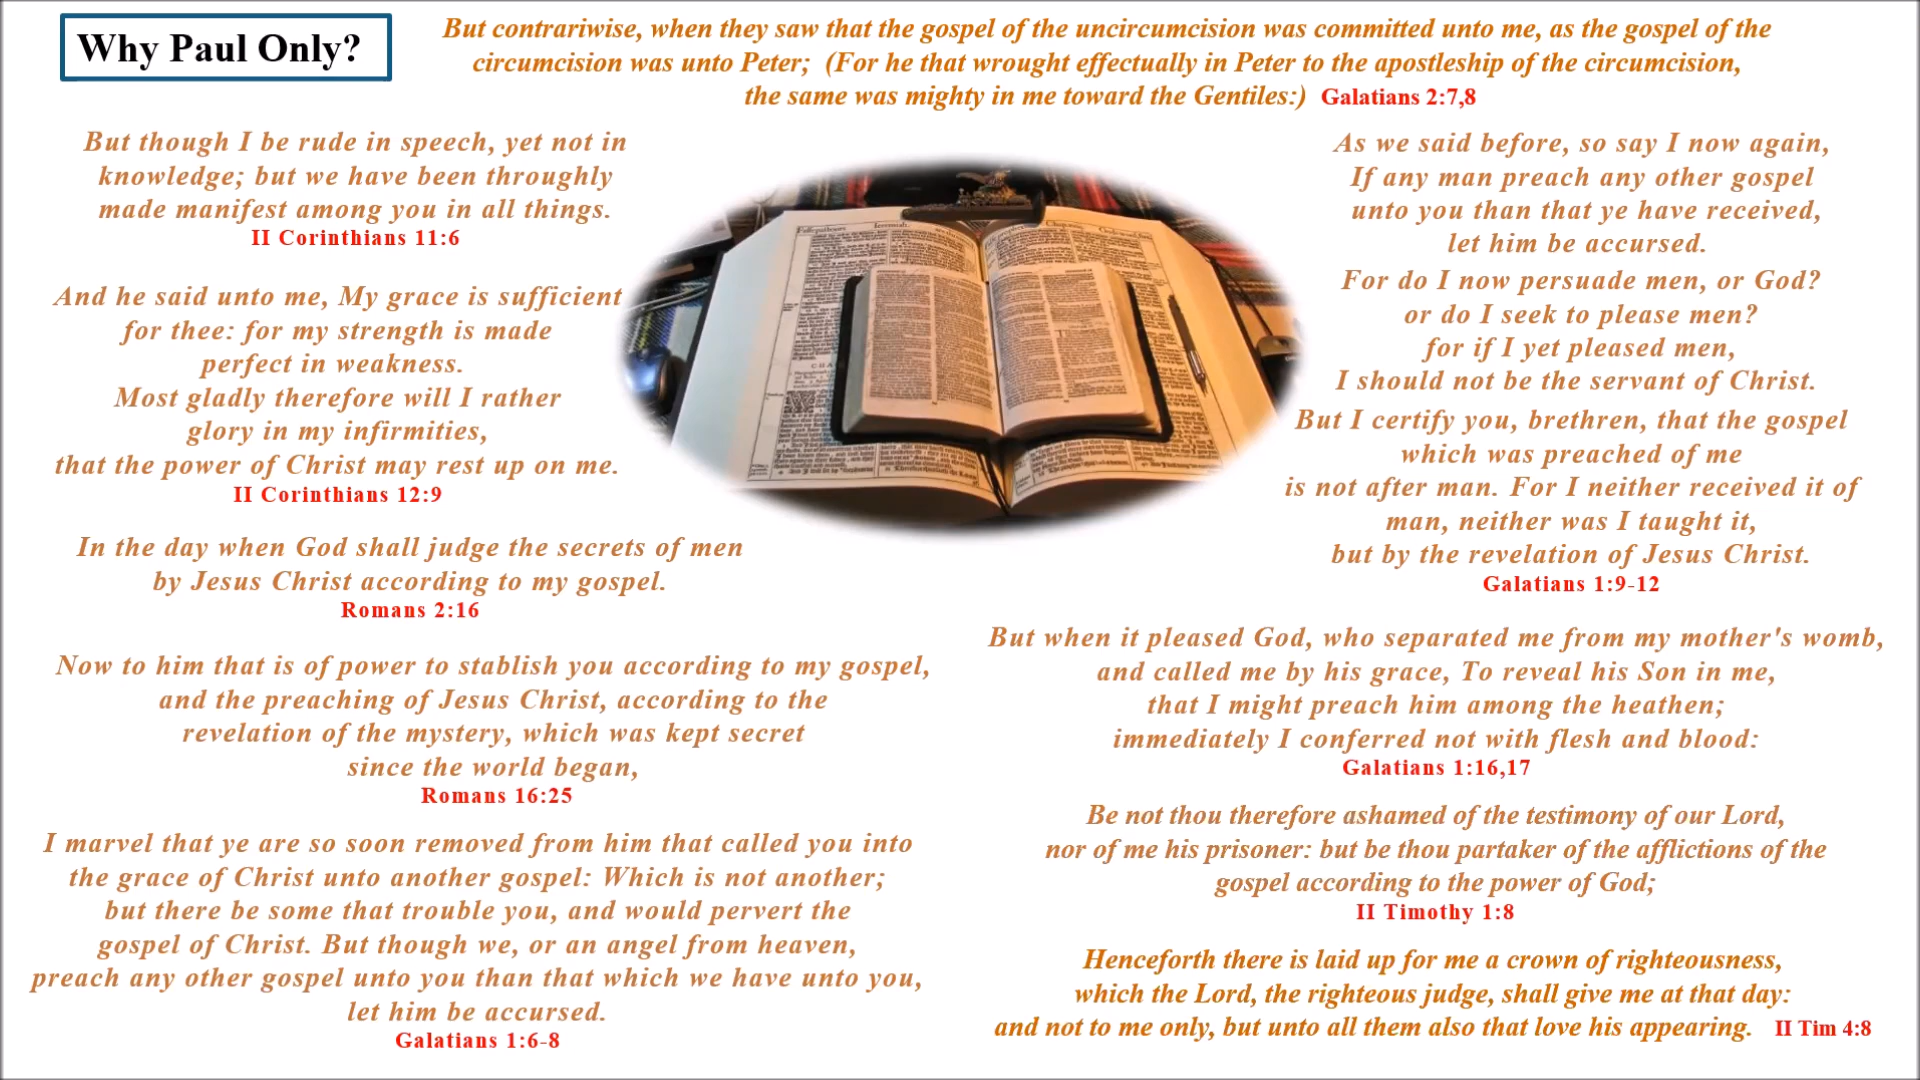 Why Paul Only?
But contrariwise, when they saw that the gospel of the uncircumcision was committed unto me, as the gospel of the
circumcision was unto Peter;  (For he that wrought effectually in Peter to the apostleship of the circumcision,
the same was mighty in me toward the Gentiles:)  Galatians 2:7,8
But though I be rude in speech, yet not in
knowledge; but we have been throughly
made manifest among you in all things.
II Corinthians 11:6
And he said unto me, My grace is sufficient
for thee: for my strength is made
perfect in weakness.
Most gladly therefore will I rather
glory in my infirmities,
that the power of Christ may rest up on me.
II Corinthians 12:9
In the day when God shall judge the secrets of men
by Jesus Christ according to my gospel.
Romans 2:16
Now to him that is of power to stablish you according to my gospel,
and the preaching of Jesus Christ, according to the
revelation of the mystery, which was kept secret
since the world began,
Romans 16:25
I marvel that ye are so soon removed from him that called you into
the grace of Christ unto another gospel: Which is not another;
but there be some that trouble you, and would pervert the
gospel of Christ. But though we, or an angel from heaven,
preach any other gospel unto you than that which we have unto you,
let him be accursed.
Galatians 1:6-8
As we said before, so say I now again,
If any man preach any other gospel
unto you than that ye have received,
let him be accursed.
For do I now persuade men, or God?
or do I seek to please men?
for if I yet pleased men,
I should not be the servant of Christ.
But I certify you, brethren, that the gospel
which was preached of me
is not after man. For I neither received it of
man, neither was I taught it,
but by the revelation of Jesus Christ.
Galatians 1:9-12
But when it pleased God, who separated me from my mother's womb,
and called me by his grace, To reveal his Son in me,
that I might preach him among the heathen;
immediately I conferred not with flesh and blood:
Galatians 1:16,17
Be not thou therefore ashamed of the testimony of our Lord,
nor of me his prisoner: but be thou partaker of the afflictions of the
gospel according to the power of God;
II Timothy 1:8
Henceforth there is laid up for me a crown of righteousness,
which the Lord, the righteous judge, shall give me at that day:
and not to me only, but unto all them also that love his appearing.  II Tim 4:8